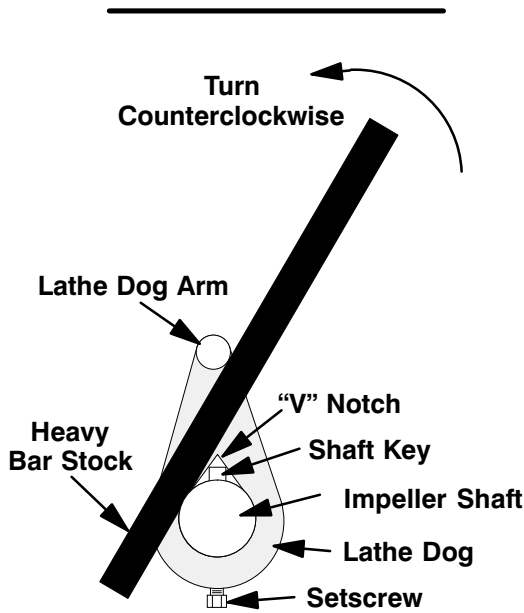 Turn
Counterclockwise
Lathe Dog Arm
“V” Notch
Heavy
Bar Stock
Shaft Key
Impeller Shaft
Lathe Dog
Setscrew